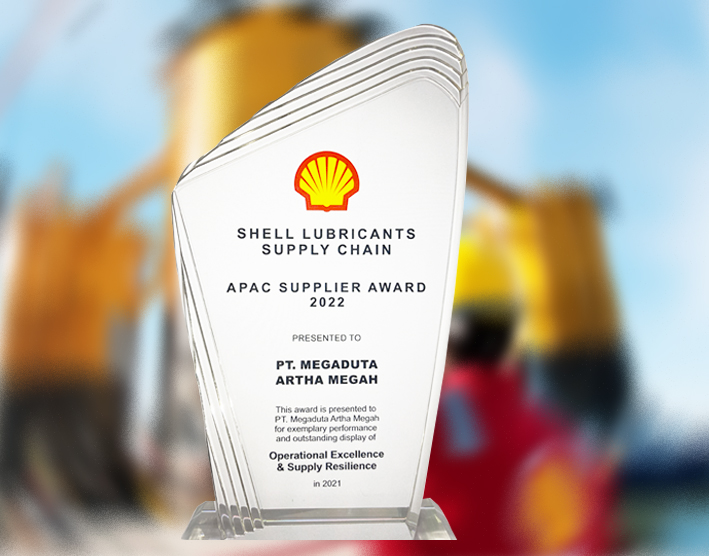 SHELL LUBRICANTS
SUPPLY CHAIN
APAC SUPPLIER AWARD
2022
PRESENTED TO
PT. MEGADUTA
ARTHA MEGAH
This award is presented to
PT. Megaduta Artha Megah
for exemplary performance
and outstanding display of
Operational Excellence
& Supply Resilience
in 2021